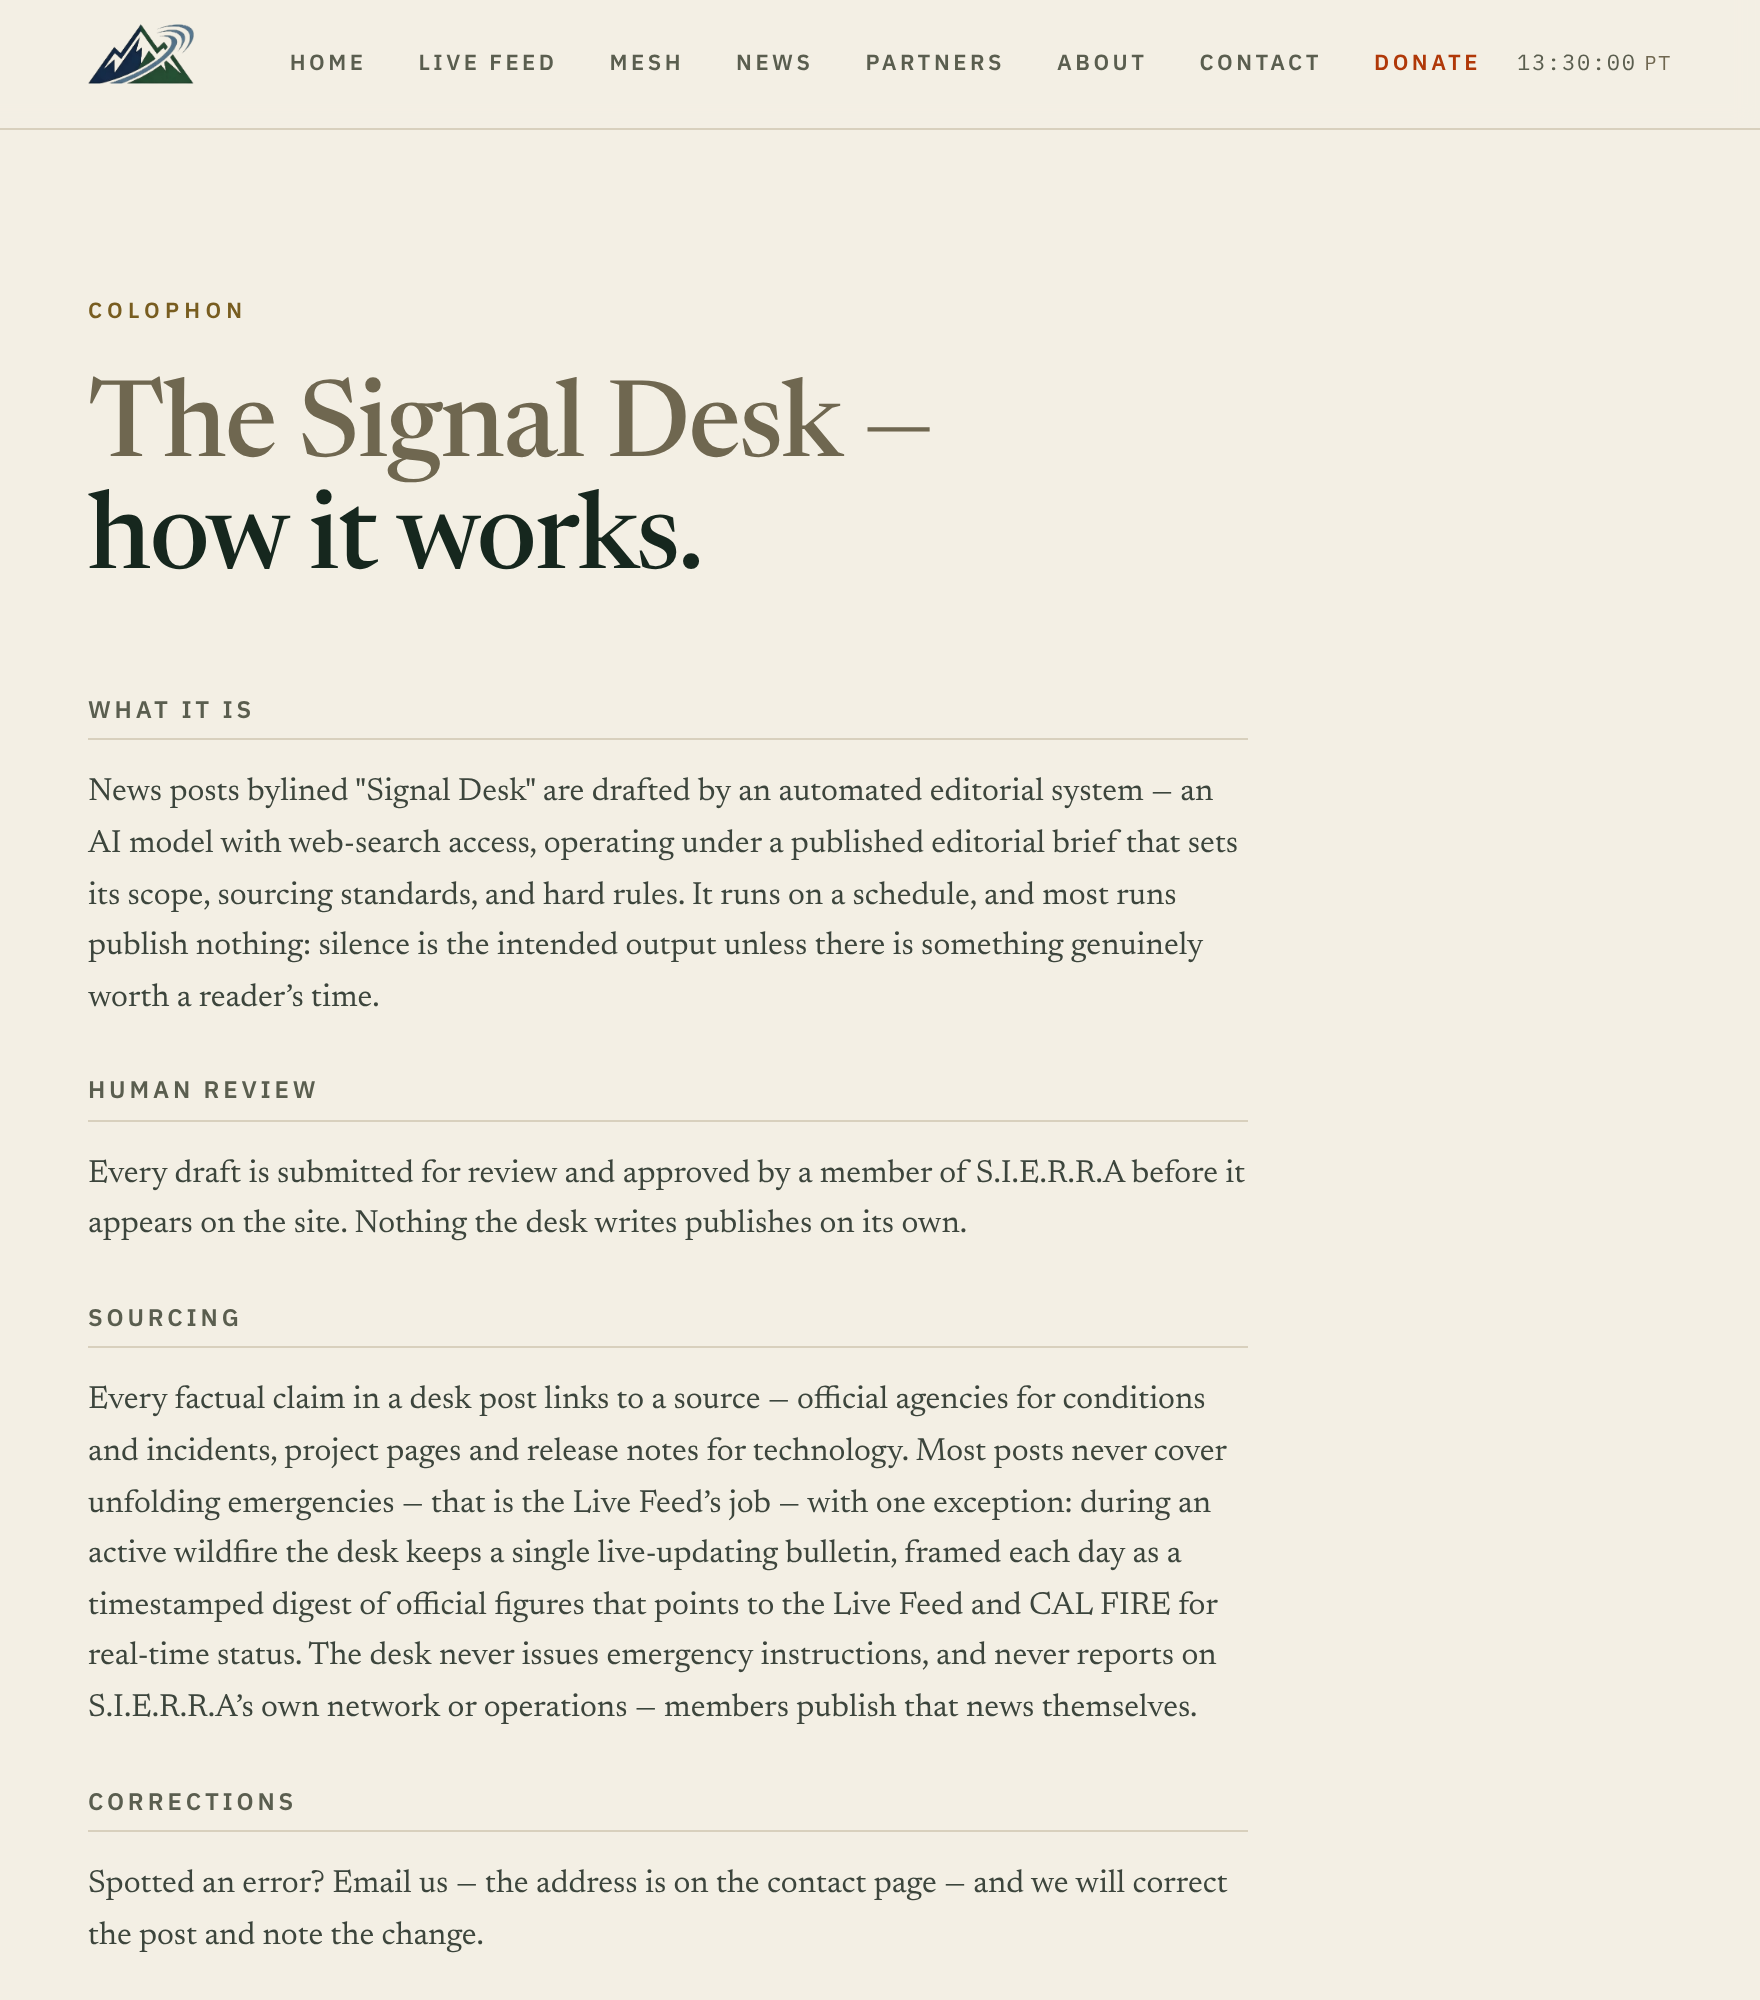 HOME LIVE FEED MESH NEWS PARTNERS ABOUT CONTACT DONATE 13:30:00 PT
COLOPHON
The Signal Desk —
how it works.
WHAT IT IS
News posts bylined "Signal Desk" are drafted by an automated editorial system — an
AI model with web-search access, operating under a published editorial brief that sets
its scope, sourcing standards, and hard rules. It runs on a schedule, and most runs
publish nothing: silence is the intended output unless there is something genuinely
worth a reader’s time.
HUMAN REVIEW
Every draft is submitted for review and approved by a member of S.I.E.R.R.A before it
appears on the site. Nothing the desk writes publishes on its own.
SOURCING
Every factual claim in a desk post links to a source — official agencies for conditions
and incidents, project pages and release notes for technology. Most posts never cover
unfolding emergencies — that is the Live Feed’s job — with one exception: during an
active wildfire the desk keeps a single live-updating bulletin, framed each day as a
timestamped digest of official figures that points to the Live Feed and CAL FIRE for
real-time status. The desk never issues emergency instructions, and never reports on
S.I.E.R.R.A’s own network or operations — members publish that news themselves.
CORRECTIONS
Spotted an error? Email us — the address is on the contact page — and we will correct
the post and note the change.